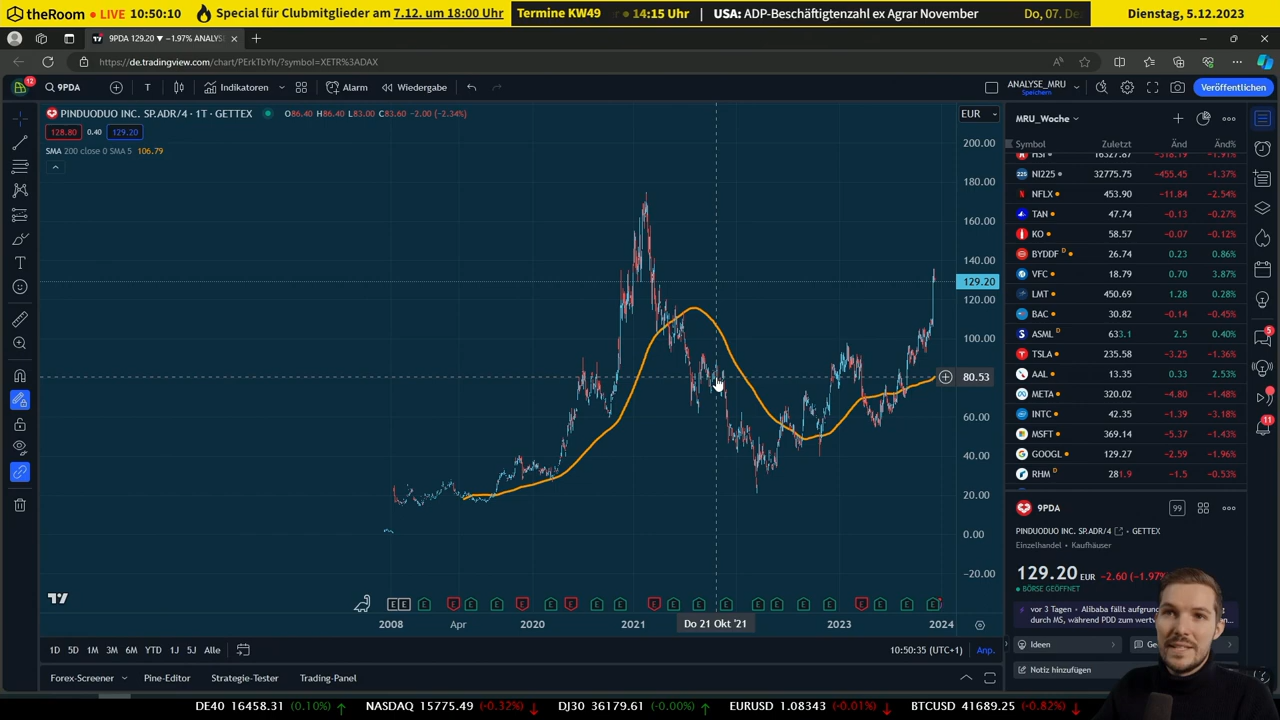 theRoom LIVE 10:50:10
Special für Clubmitglieder am 7.12. um 18:00 Uhr
Termine KW49
14:15 Uhr | USA: ADP-Beschäftigtenzahl ex Agrar November
Do, 07. De
Dienstag, 5.12.2023
9PDA 129.20 ▼ −1.97% ANALYS
https://de.tradingview.com/chart/PErkTbYh/?symbol=XETR%3ADAX
12
9PDA
Indikatoren
Alarm
Wiedergabe
ANALYSE_MRU
Speichern
Veröffentlichen
PINDUODUO INC. SP.ADR/4 · 1T · GETTEX
O86.40 H86.40 L83.00 C83.60 −2.00 (−2.34%)
128.80 0.40 129.20
SMA 200 close 0 SMA 5 106.79
EUR
200.00
180.00
160.00
140.00
129.20
120.00
100.00
80.53
60.00
40.00
20.00
0.00
−20.00
E E E E E E E E E E E E E E E E E E E E E E
2008 Apr 2020 2021 Do 21 Okt '21 2023 2024
1D 5D 1M 3M 6M YTD 1J 5J Alle
10:50:35 (UTC+1)
Anp.
Forex-Screener
Pine-Editor
Strategie-Tester
Trading-Panel
MRU_Woche
Symbol Zuletzt Änd Änd%
HSI 16327.87 −318.19 −1.91%
NI225 32775.75 −455.45 −1.37%
NFLX 453.90 −11.84 −2.54%
TAN 47.74 −0.13 −0.27%
KO 58.57 −0.07 −0.12%
BYDDF D 26.74 0.23 0.86%
VFC 18.79 0.70 3.87%
LMT 450.69 1.28 0.28%
BAC 30.82 −0.14 −0.45%
ASML D 633.1 2.5 0.40%
TSLA 235.58 −3.25 −1.36%
AAL 13.35 0.33 2.53%
META 320.02 −4.80 −1.48%
INTC 42.35 −1.39 −3.18%
MSFT 369.14 −5.37 −1.43%
GOOGL 129.27 −2.59 −1.96%
RHM D 281.9 −1.5 −0.53%
5
11
9PDA
99
PINDUODUO INC. SP.ADR/4 · GETTEX
Einzelhandel · Kaufhäuser
129.20 EUR −2.60 (−1.97%
BÖRSE GEÖFFNET
vor 3 Tagen · Alibaba fällt aufgrun
durch MS, während PDD zum wert
Ideen
Notiz hinzufügen
DE40 16458.31 (0.10%) ↑ NASDAQ 15775.49 (-0.32%) ↓ DJ30 36179.61 (-0.00%) ↑ EURUSD 1.08343 (-0.01%) ↓ BTCUSD 41689.25 (-0.82%) ↓